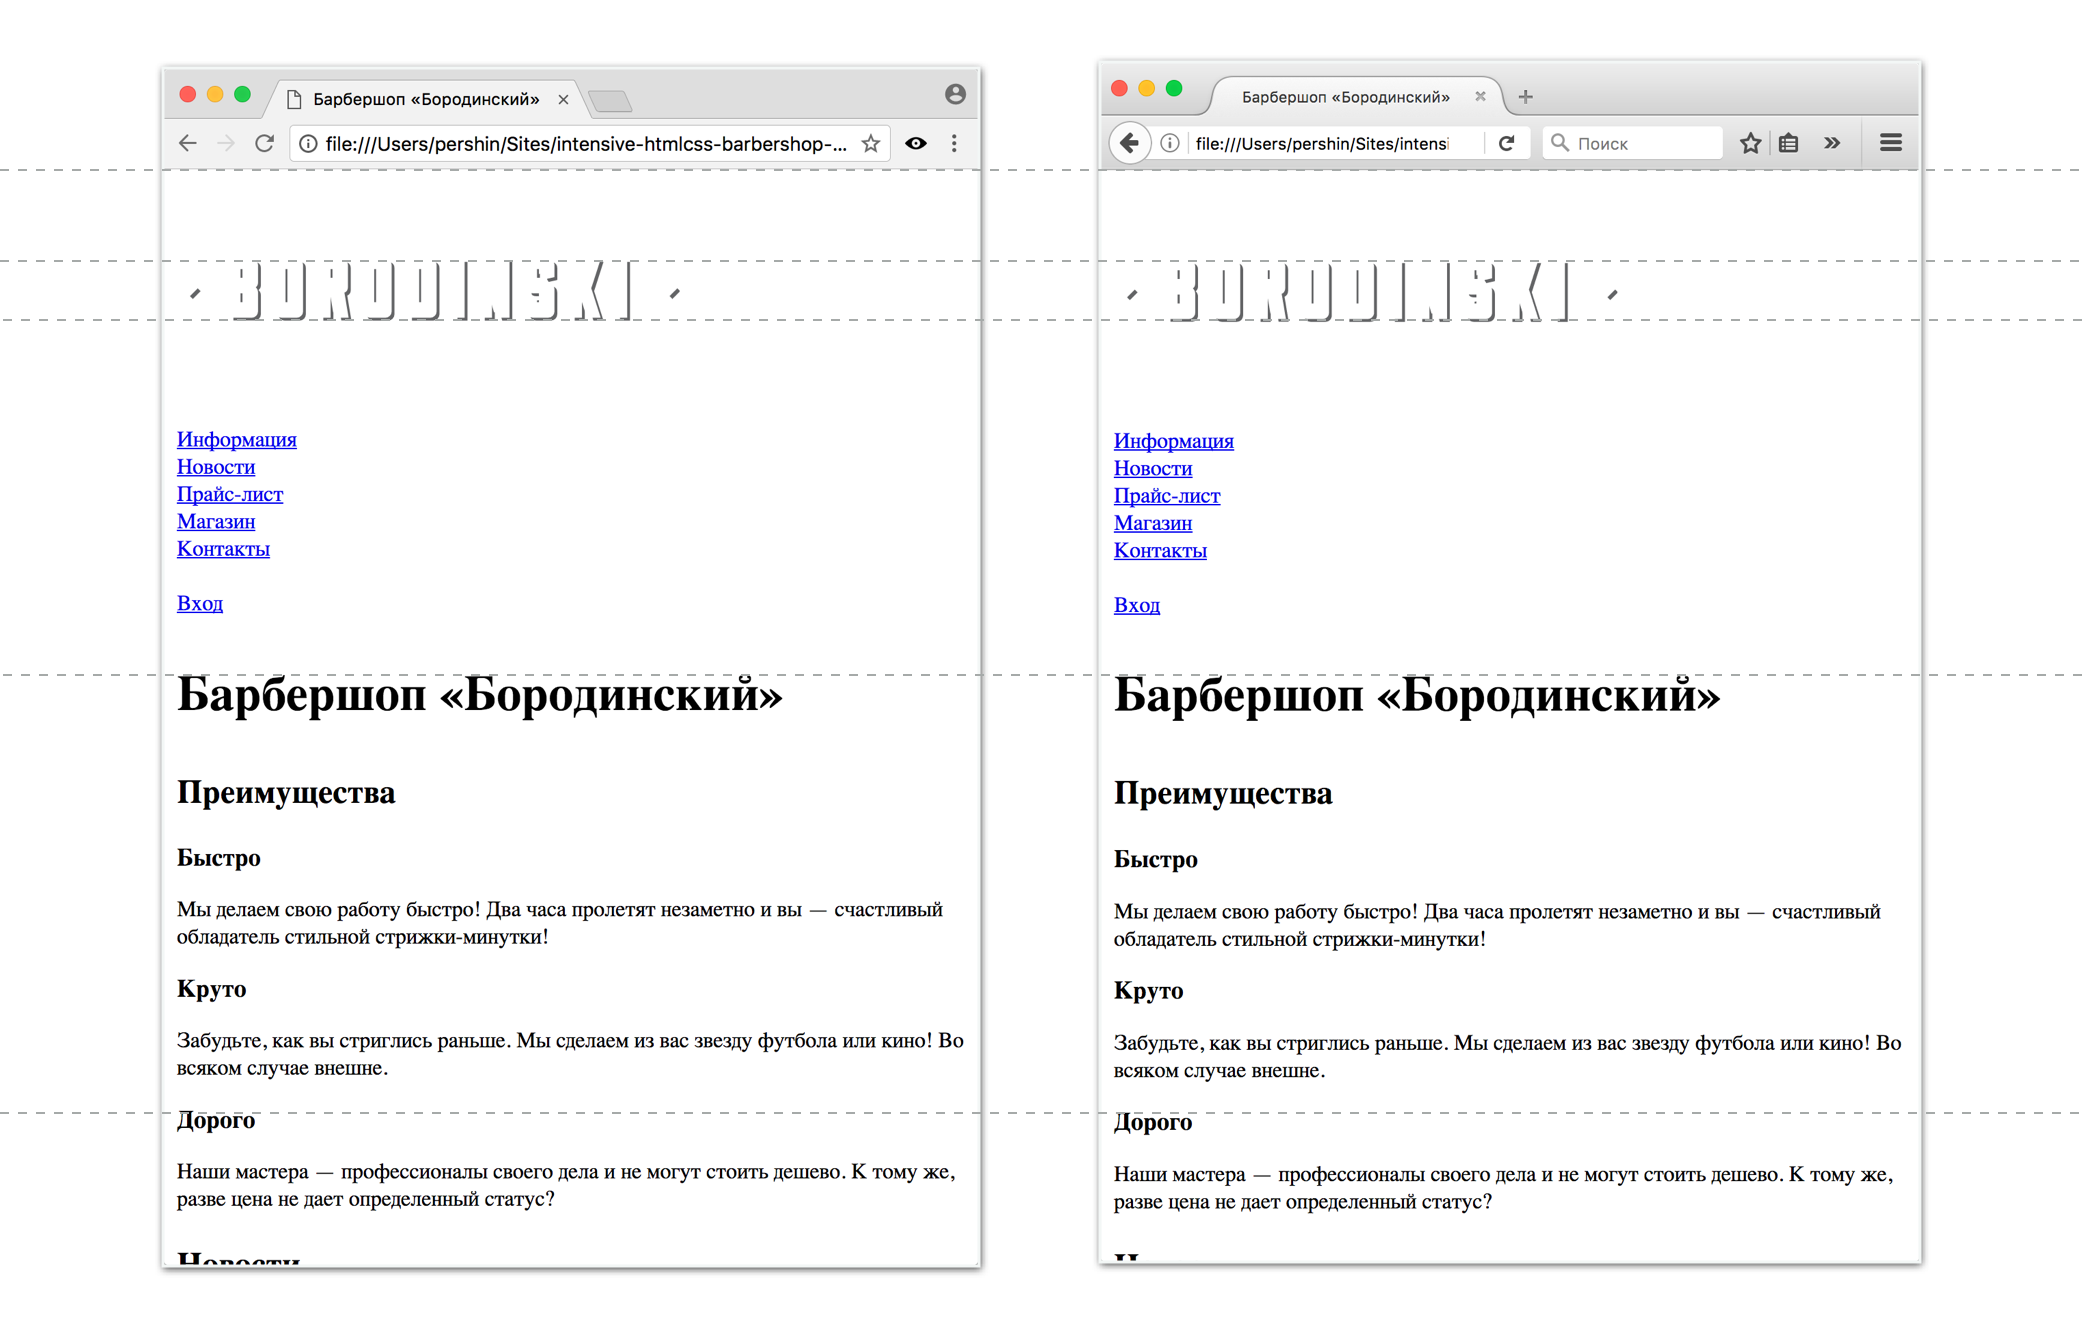 Барбершоп «Бородинский»
file:///Users/pershin/Sites/intensive-htmlcss-barbershop-...
BORODINSKI
Информация
Новости
Прайс-лист
Магазин
Контакты
Вход
Барбершоп «Бородинский»
Преимущества
Быстро
Мы делаем свою работу быстро! Два часа пролетят незаметно и вы — счастливый
обладатель стильной стрижки-минутки!
Круто
Забудьте, как вы стриглись раньше. Мы сделаем из вас звезду футбола или кино! Во
всяком случае внешне.
Дорого
Наши мастера — профессионалы своего дела и не могут стоить дешево. К тому же,
разве цена не дает определенный статус?
Новости
Барбершоп «Бородинский»
file:///Users/pershin/Sites/intensi
Поиск
BORODINSKI
Информация
Новости
Прайс-лист
Магазин
Контакты
Вход
Барбершоп «Бородинский»
Преимущества
Быстро
Мы делаем свою работу быстро! Два часа пролетят незаметно и вы — счастливый
обладатель стильной стрижки-минутки!
Круто
Забудьте, как вы стриглись раньше. Мы сделаем из вас звезду футбола или кино! Во
всяком случае внешне.
Дорого
Наши мастера — профессионалы своего дела и не могут стоить дешево. К тому же,
разве цена не дает определенный статус?